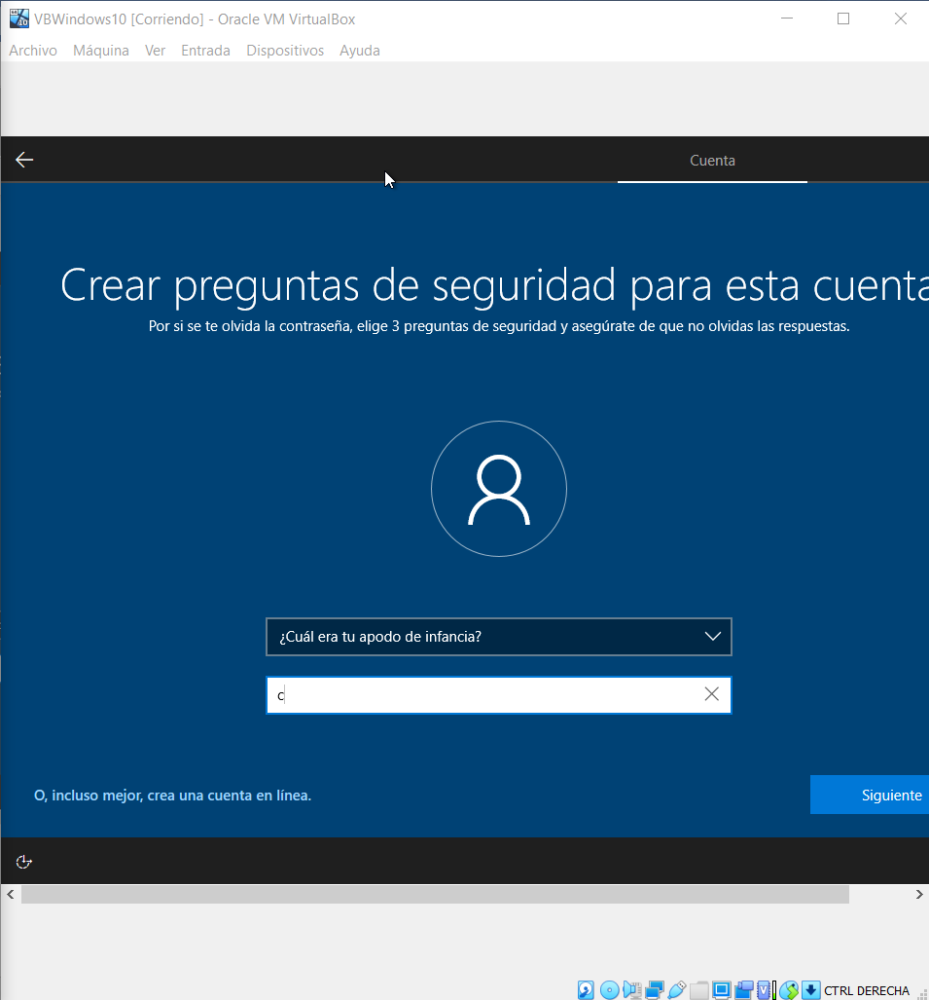 VBWindows10 [Corriendo] - Oracle VM VirtualBox
Archivo Máquina Ver Entrada Dispositivos Ayuda
Cuenta
Crear preguntas de seguridad para esta cuenta
Por si se te olvida la contraseña, elige 3 preguntas de seguridad y asegúrate de que no olvidas las respuestas.
¿Cuál era tu apodo de infancia?
c
O, incluso mejor, crea una cuenta en línea.
Siguiente
CTRL DERECHA